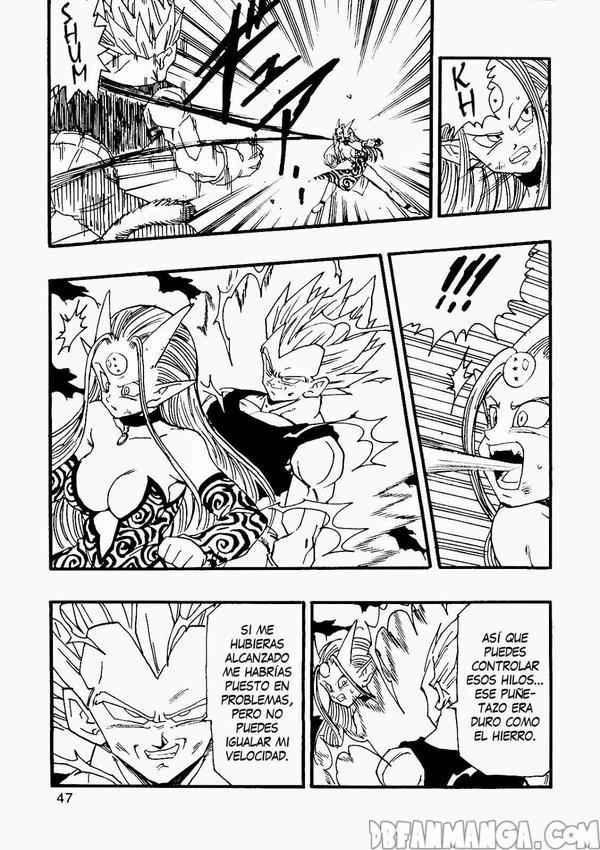 KH
SHUM
!!!
ASÍ QUE
PUEDES
CONTROLAR
ESOS HILOS...
ESE PUÑE-
TAZO ERA
DURO COMO
EL HIERRO.
SI ME
HUBIERAS
ALCANZADO
ME HABRÍAS
PUESTO EN
PROBLEMAS,
PERO NO
PUEDES
IGUALAR MI
VELOCIDAD.
47
DBFANMANGA.COM